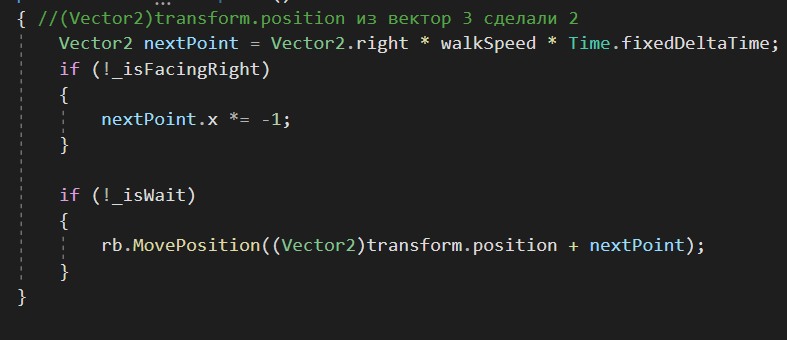 { //(Vector2)transform.position из вектор 3 сделали 2
Vector2 nextPoint = Vector2.right * walkSpeed * Time.fixedDeltaTime;
if (!_isFacingRight)
{
nextPoint.x *= -1;
}
if (!_isWait)
{
rb.MovePosition((Vector2)transform.position + nextPoint);
}
}